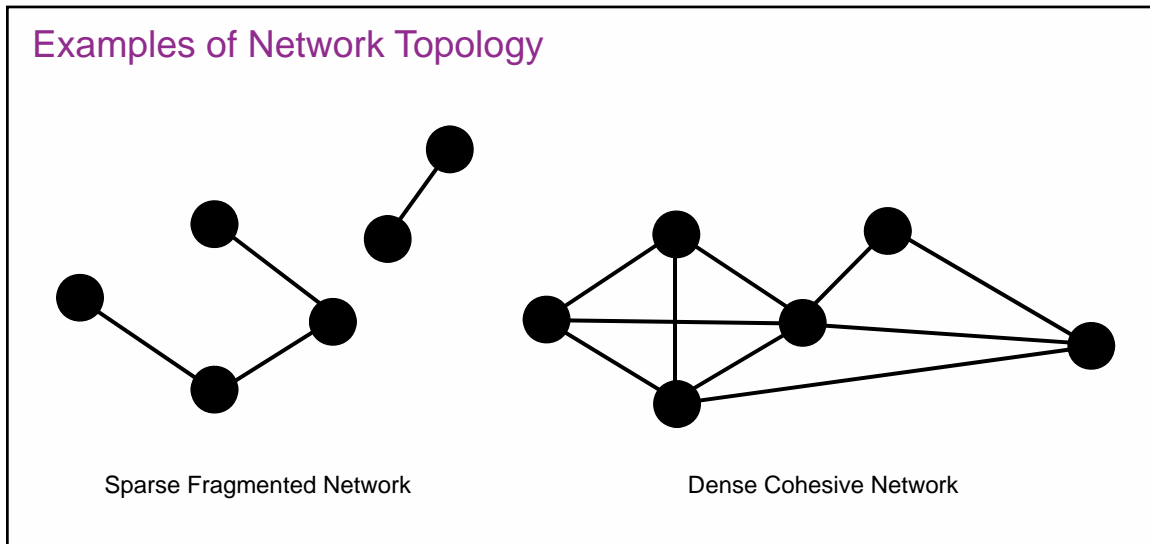 Examples of Network Topology
Sparse Fragmented Network
Dense Cohesive Network